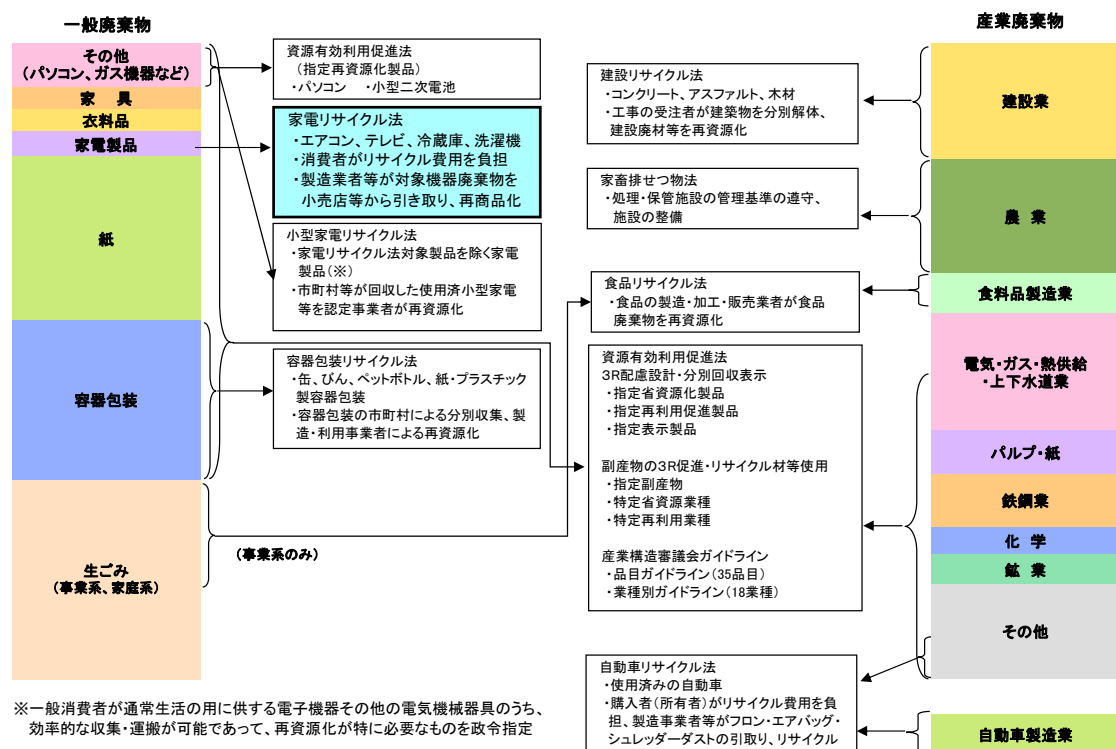 一般廃棄物
その他
(パソコン、ガス機器など)
家　具
衣料品
家電製品
紙
容器包装
生ごみ
(事業系、家庭系)
資源有効利用促進法
(指定再資源化製品)
・パソコン　・小型二次電池
家電リサイクル法
・エアコン、テレビ、冷蔵庫、洗濯機
・消費者がリサイクル費用を負担
・製造業者等が対象機器廃棄物を
小売店等から引き取り、再商品化
小型家電リサイクル法
・家電リサイクル法対象製品を除く家電
製品(※)
・市町村等が回収した使用済小型家電
等を認定事業者が再資源化
容器包装リサイクル法
・缶、びん、ペットボトル、紙・プラスチック
製容器包装
・容器包装の市町村による分別収集、製
造・利用事業者による再資源化
(事業系のみ)
建設リサイクル法
・コンクリート、アスファルト、木材
・工事の受注者が建築物を分別解体、
建設廃材等を再資源化
家畜排せつ物法
・処理・保管施設の管理基準の遵守、
施設の整備
食品リサイクル法
・食品の製造・加工・販売業者が食品
廃棄物を再資源化
資源有効利用促進法
3R配慮設計・分別回収表示
・指定省資源化製品
・指定再利用促進製品
・指定表示製品
副産物の3R促進・リサイクル材等使用
・指定副産物
・特定省資源業種
・特定再利用業種
産業構造審議会ガイドライン
・品目ガイドライン(35品目)
・業種別ガイドライン(18業種)
自動車リサイクル法
・使用済みの自動車
・購入者(所有者)がリサイクル費用を負
担、製造事業者等がフロン・エアバッグ・
シュレッダーダストの引取り、リサイクル
産業廃棄物
建設業
農　業
食料品製造業
電気・ガス・熱供給
・上下水道業
パルプ・紙
鉄鋼業
化　学
鉱　業
その他
自動車製造業
※一般消費者が通常生活の用に供する電子機器その他の電気機械器具のうち、
効率的な収集・運搬が可能であって、再資源化が特に必要なものを政令指定